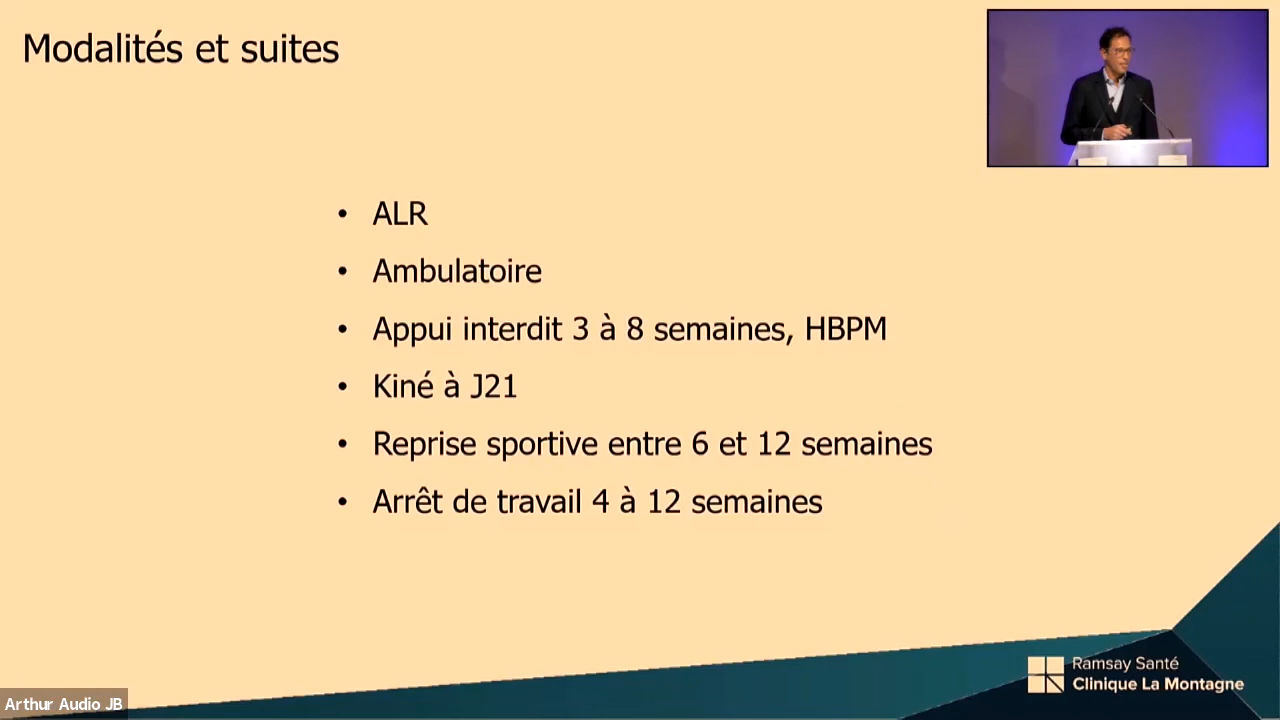 Modalités et suites
• ALR
• Ambulatoire
• Appui interdit 3 à 8 semaines, HBPM
• Kiné à J21
• Reprise sportive entre 6 et 12 semaines
• Arrêt de travail 4 à 12 semaines
Ramsay Santé
Clinique La Montagne
Arthur Audio JB